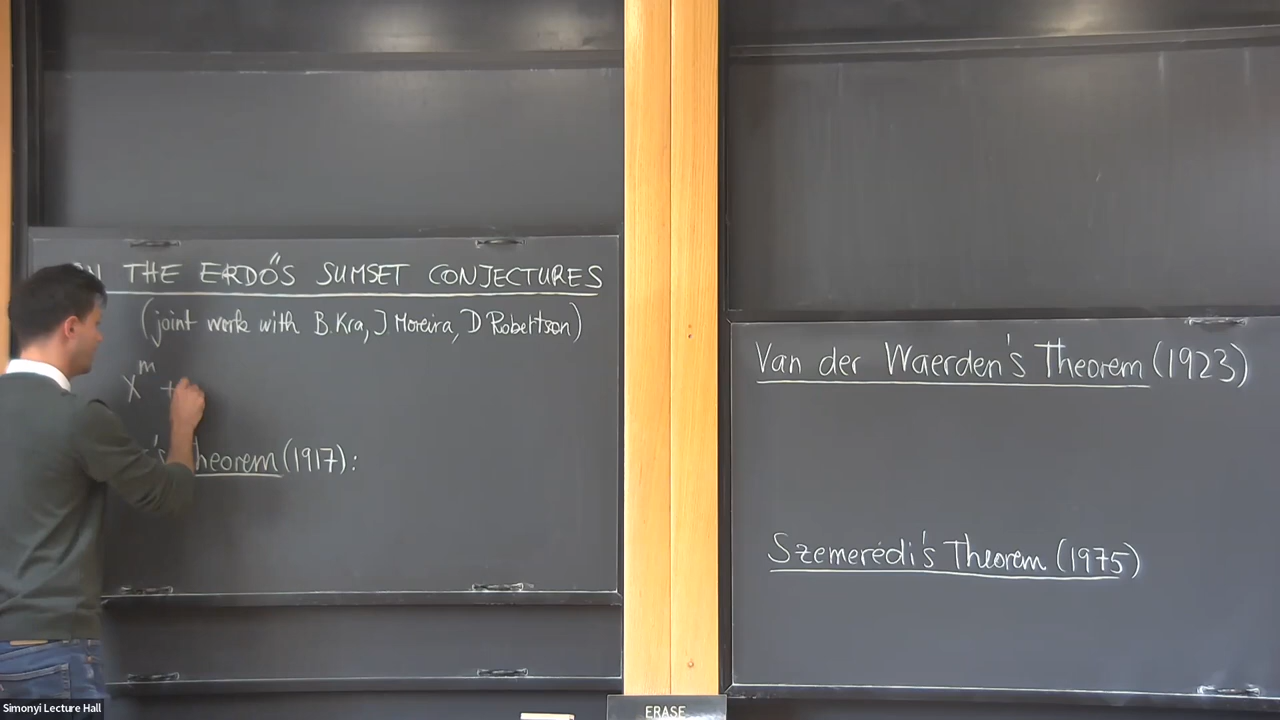 THE ERDŐS SUMSET CONJECTURES
(joint work with B. Kra, J Moreira, D Robertson)
X^m +
's Theorem (1917):
Van der Waerden's Theorem (1923)
Szemerédi's Theorem (1975)
ERASE
Simonyi Lecture Hall